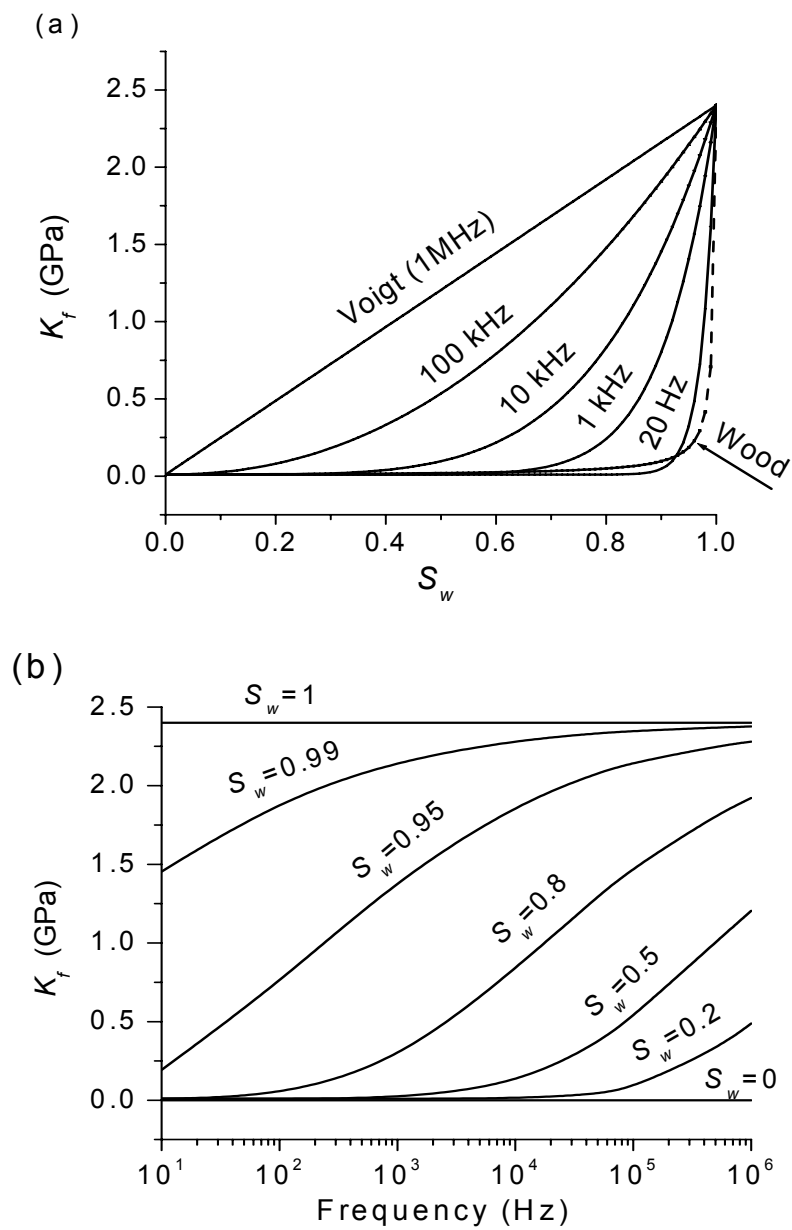 (a)
2.5
2.0
1.5
1.0
0.5
0.0
K_f (GPa)
Voigt (1MHz)
100 kHz
10 kHz
1 kHz
20 Hz
Wood
0.0 0.2 0.4 0.6 0.8 1.0
S_w
(b)
2.5
2.0
1.5
1.0
0.5
0.0
K_f (GPa)
S_w=1
S_w=0.99
S_w=0.95
S_w=0.8
S_w=0.5
S_w=0.2
S_w=0
10^1 10^2 10^3 10^4 10^5 10^6
Frequency (Hz)